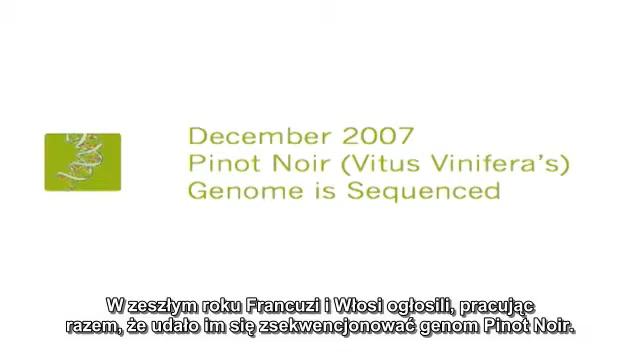 December 2007
Pinot Noir (Vitus Vinifera's)
Genome is Sequenced
W zeszłym roku Francuzi i Włosi ogłosili, pracując
razem, że udało im się zsekwencjonować genom Pinot Noir.